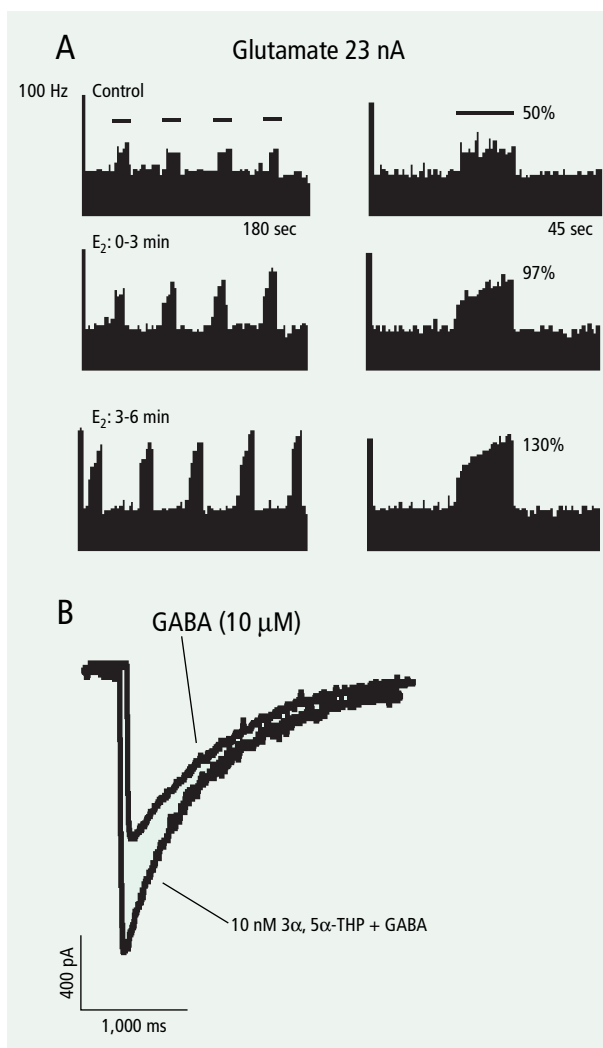 A
Glutamate 23 nA
100 Hz
Control
50%
180 sec
45 sec
E₂: 0-3 min
97%
E₂: 3-6 min
130%
B
GABA (10 μM)
10 nM 3α, 5α-THP + GABA
400 pA
1,000 ms